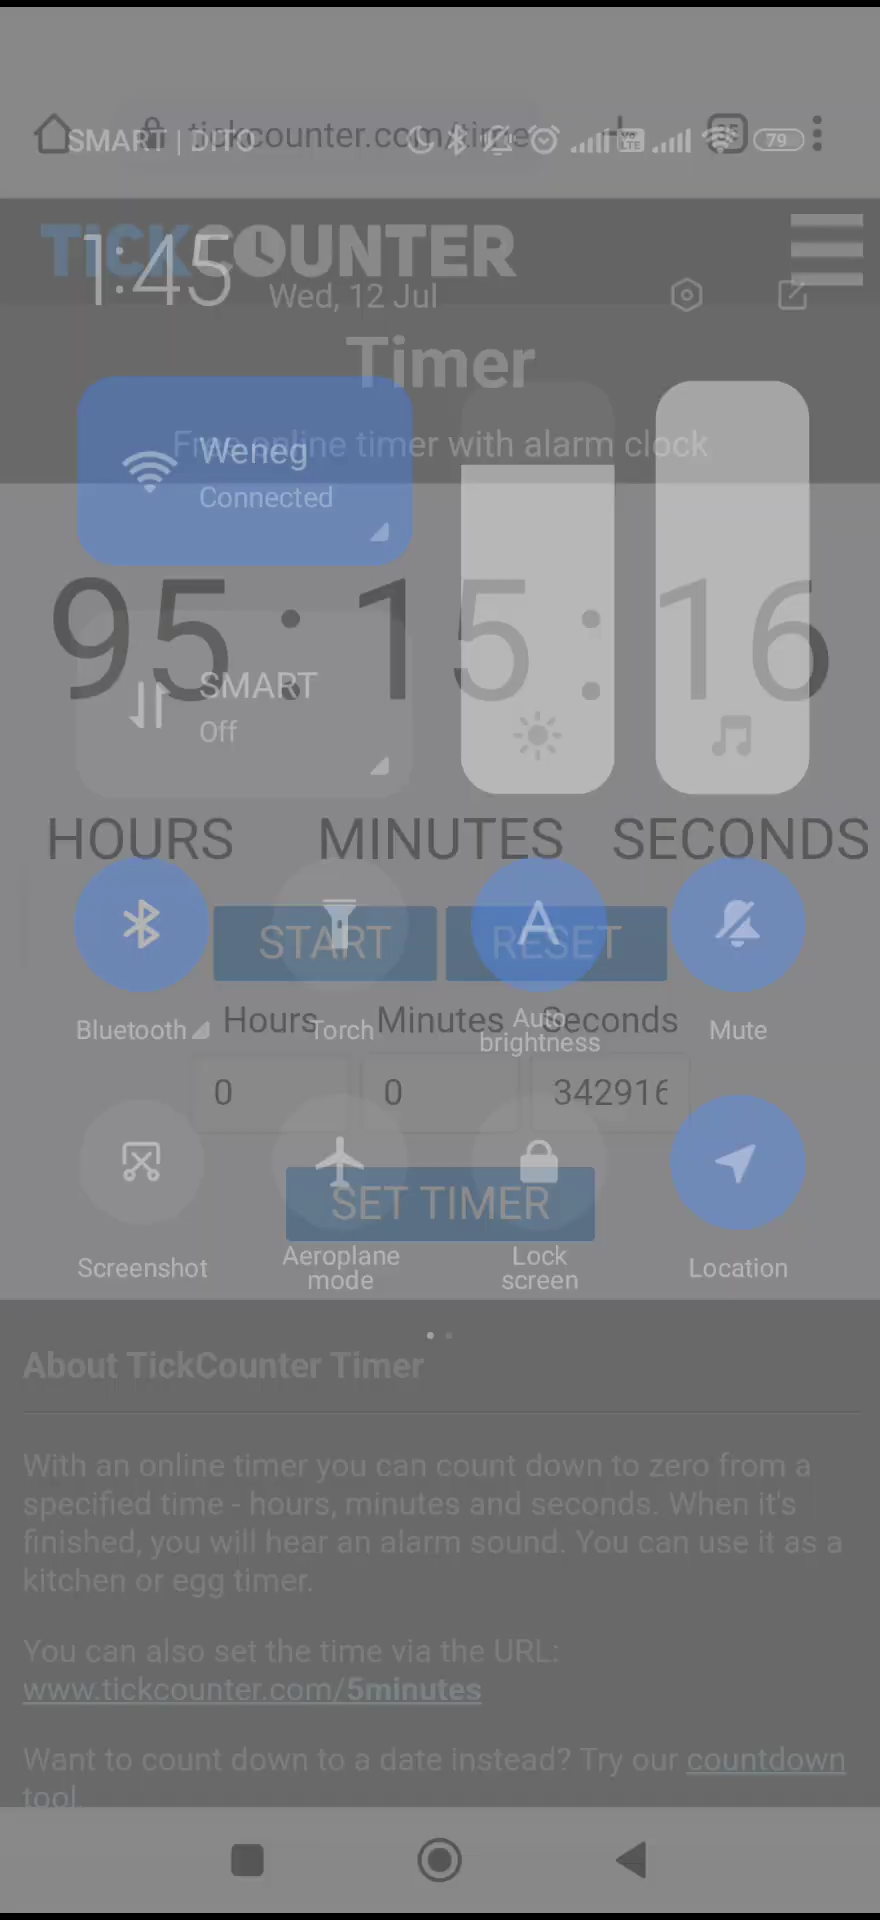 tickcounter.com/time
SMART | DITO
79
TiCKCOUNTER
1:45
Wed, 12 Jul
Timer
Free online timer with alarm clock
Weneg
Connected
95 : 15 : 16
SMART
Off
HOURS MINUTES SECONDS
START RESET
Hours Minutes Seconds
Bluetooth Torch Auto brightness Mute
0 0 342916
SET TIMER
Screenshot Aeroplane mode Lock screen Location
About TickCounter Timer
With an online timer you can count down to zero from a
specified time - hours, minutes and seconds. When it's
finished, you will hear an alarm sound. You can use it as a
kitchen or egg timer.
You can also set the time via the URL:
www.tickcounter.com/5minutes
Want to count down to a date instead? Try our countdown
tool